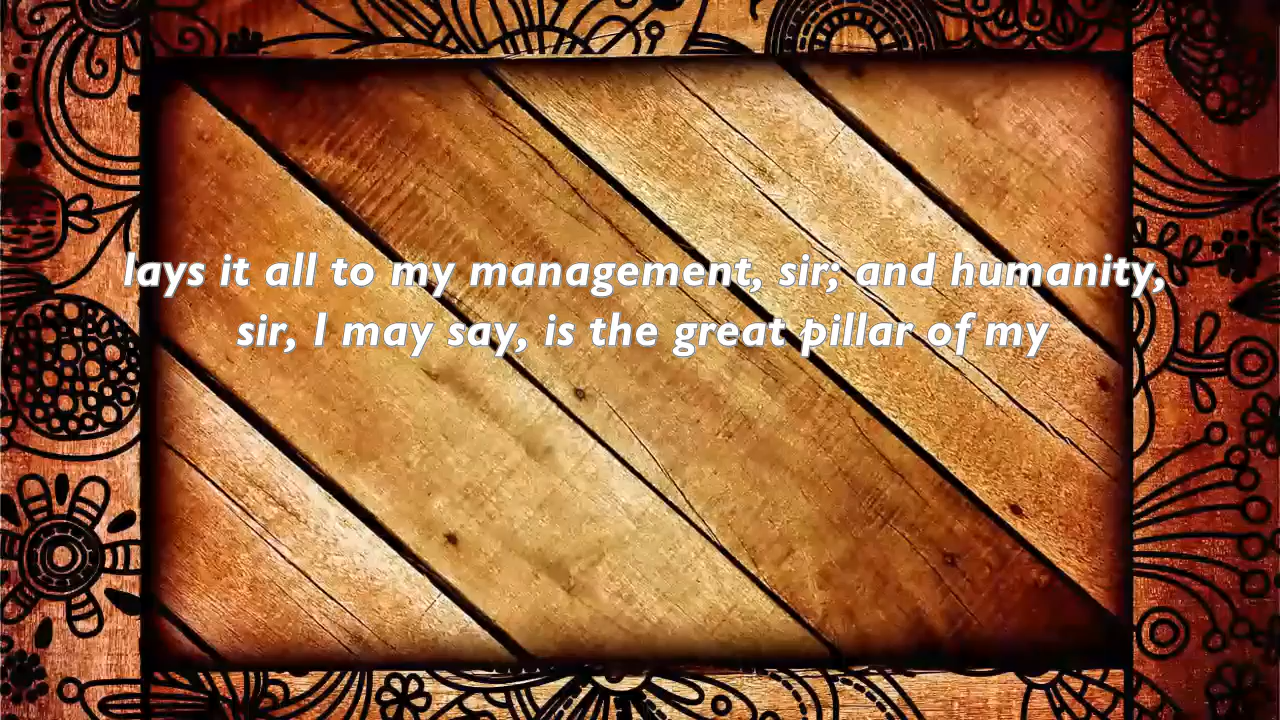 lays it all to my management, sir; and humanity,
sir, I may say, is the great pillar of my